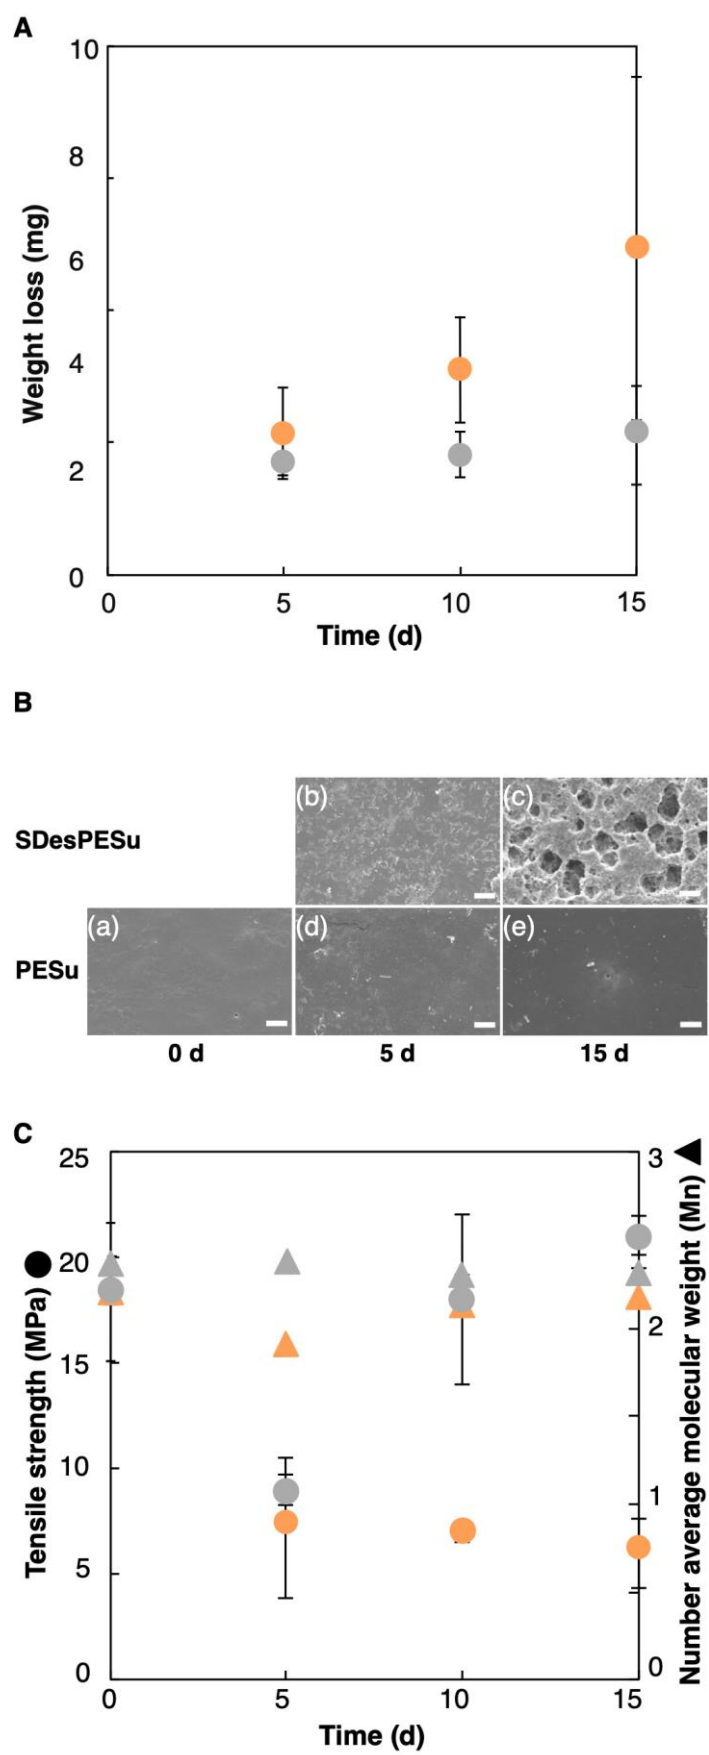 A
10
8
6
4
2
0
Weight loss (mg)
0 5 10 15
Time (d)
B
SDesPESu
(b) (c)
PESu
(a) (d) (e)
0 d 5 d 15 d
C
25
20
15
10
5
0
Tensile strength (MPa)
3
2
1
0
Number average molecular weight (Mn)
0 5 10 15
Time (d)